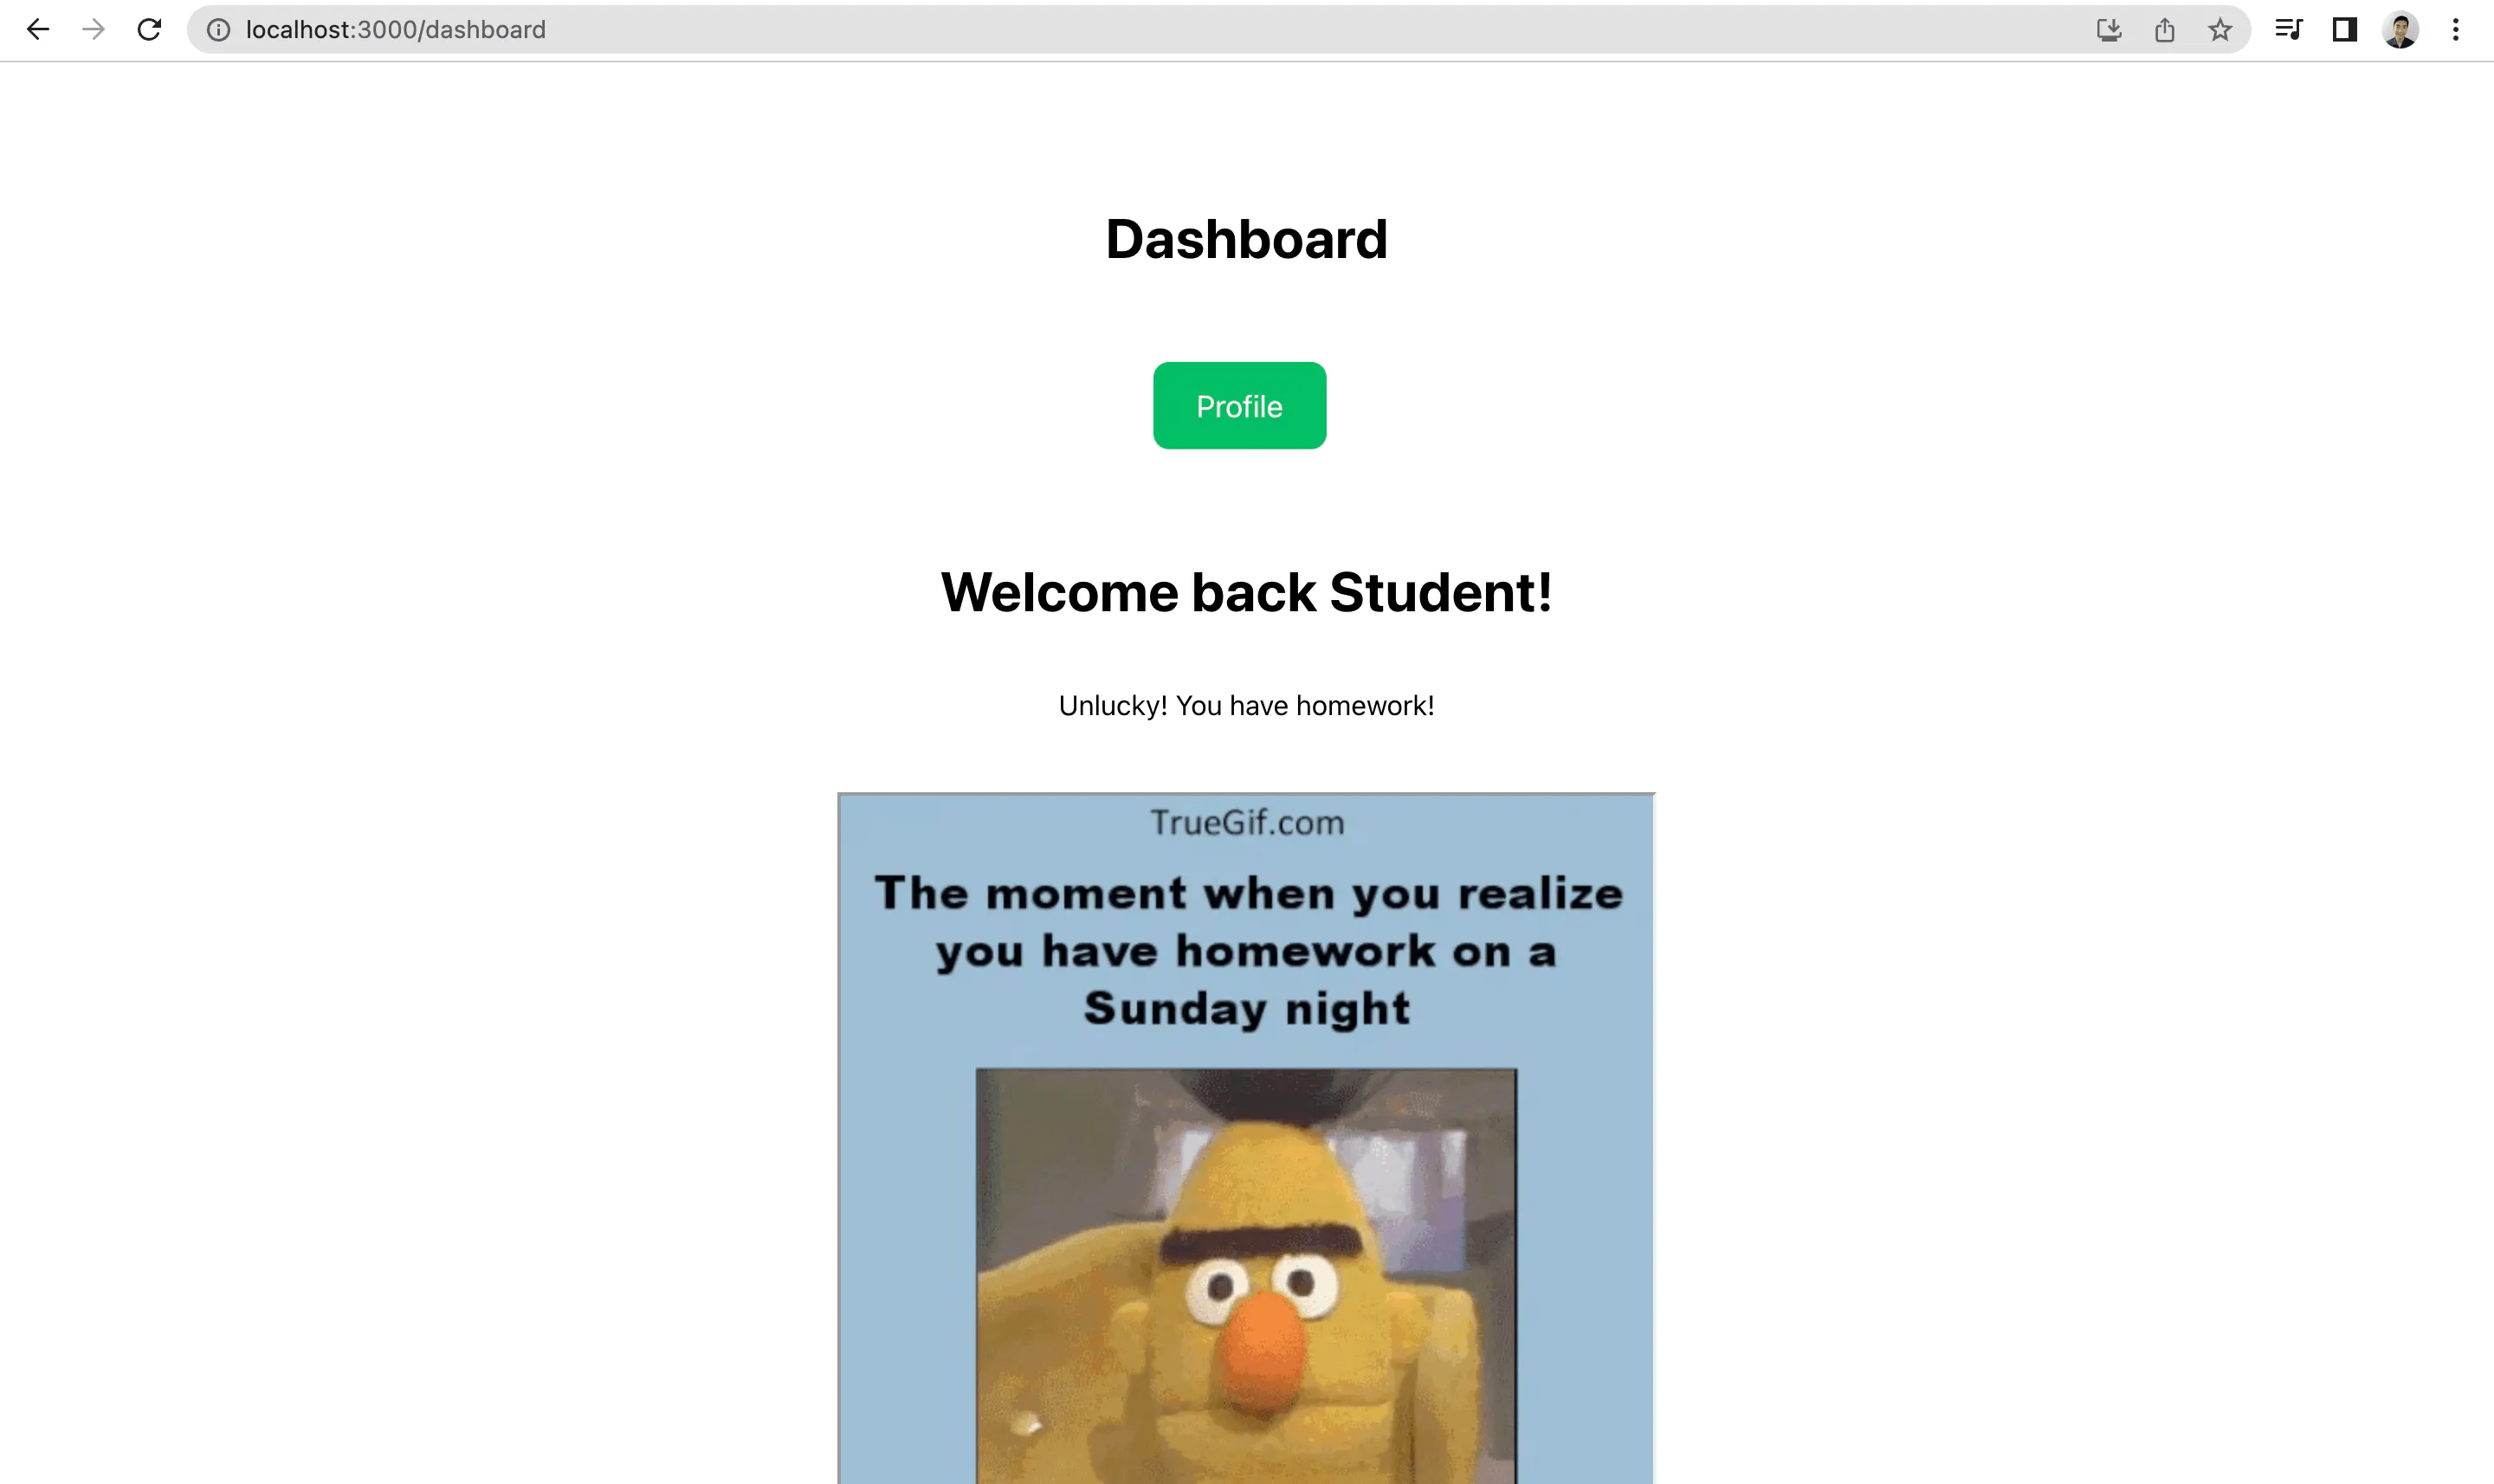 localhost:3000/dashboard
Dashboard
Profile
Welcome back Student!
Unlucky! You have homework!
TrueGif.com
The moment when you realize
you have homework on a
Sunday night